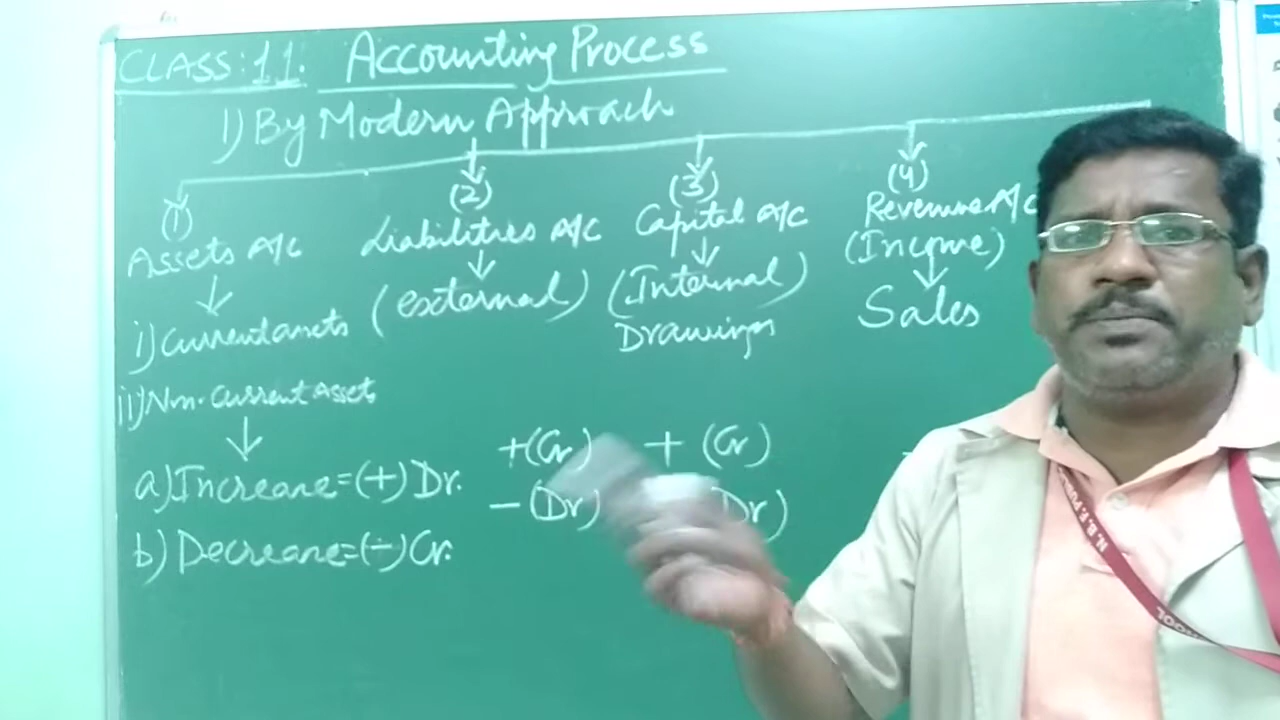 CLASS: 11. Accounting Process
1) By Modern Approach
(1) (2) (3) (4)
Assets A/c Liabilities A/c Capital A/c Revenue A/c
(external) (Internal) (Income)
i) Current assets Drawings Sales
ii) Non-Current Assets
a) Increase=(+) Dr. +(Cr) + (Cr)
b) Decrease=(-) Cr. -(Dr) Dr)
N.B.F. OOL